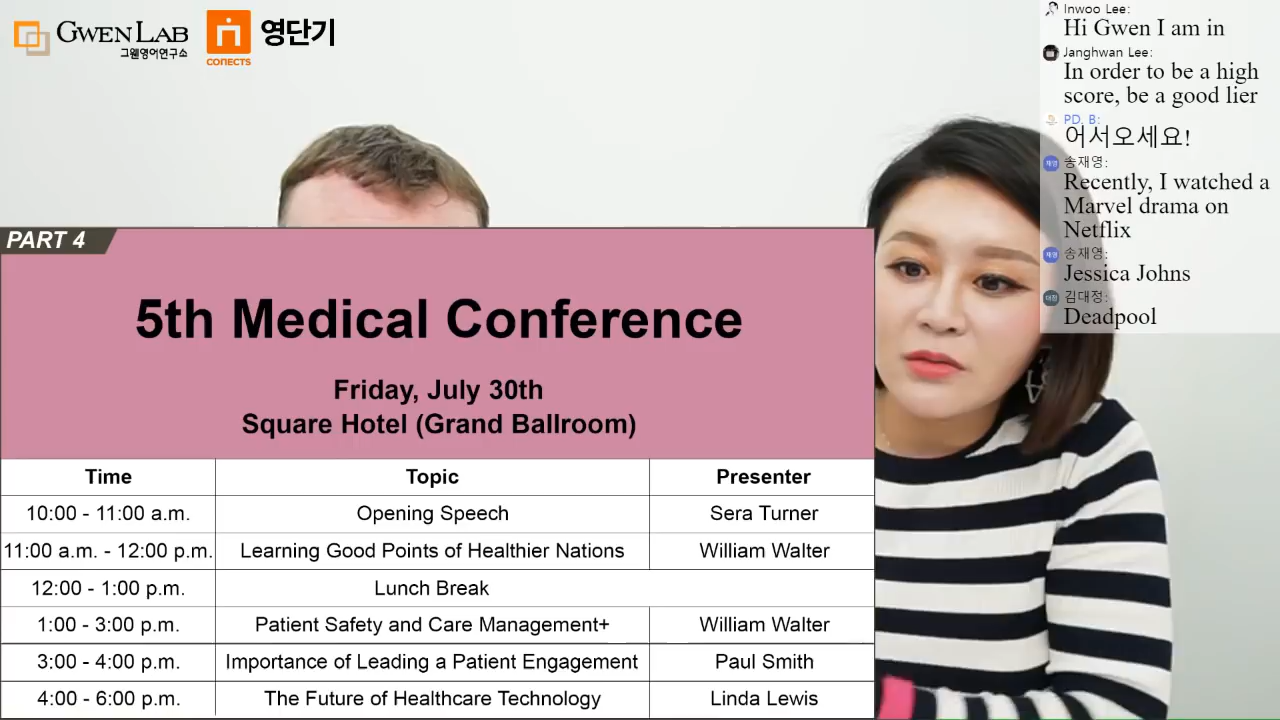 GWEN LAB
그웬영어연구소
CONECTS
영단기
Inwoo Lee:
Hi Gwen I am in
Janghwan Lee:
In order to be a high
score, be a good lier
PD. B:
어서오세요!
송재영:
Recently, I watched a
Marvel drama on
Netflix
송재영:
Jessica Johns
김대정:
Deadpool
PART 4
5th Medical Conference
Friday, July 30th
Square Hotel (Grand Ballroom)
Time Topic Presenter
10:00 - 11:00 a.m. Opening Speech Sera Turner
11:00 a.m. - 12:00 p.m. Learning Good Points of Healthier Nations William Walter
12:00 - 1:00 p.m. Lunch Break
1:00 - 3:00 p.m. Patient Safety and Care Management+ William Walter
3:00 - 4:00 p.m. Importance of Leading a Patient Engagement Paul Smith
4:00 - 6:00 p.m. The Future of Healthcare Technology Linda Lewis